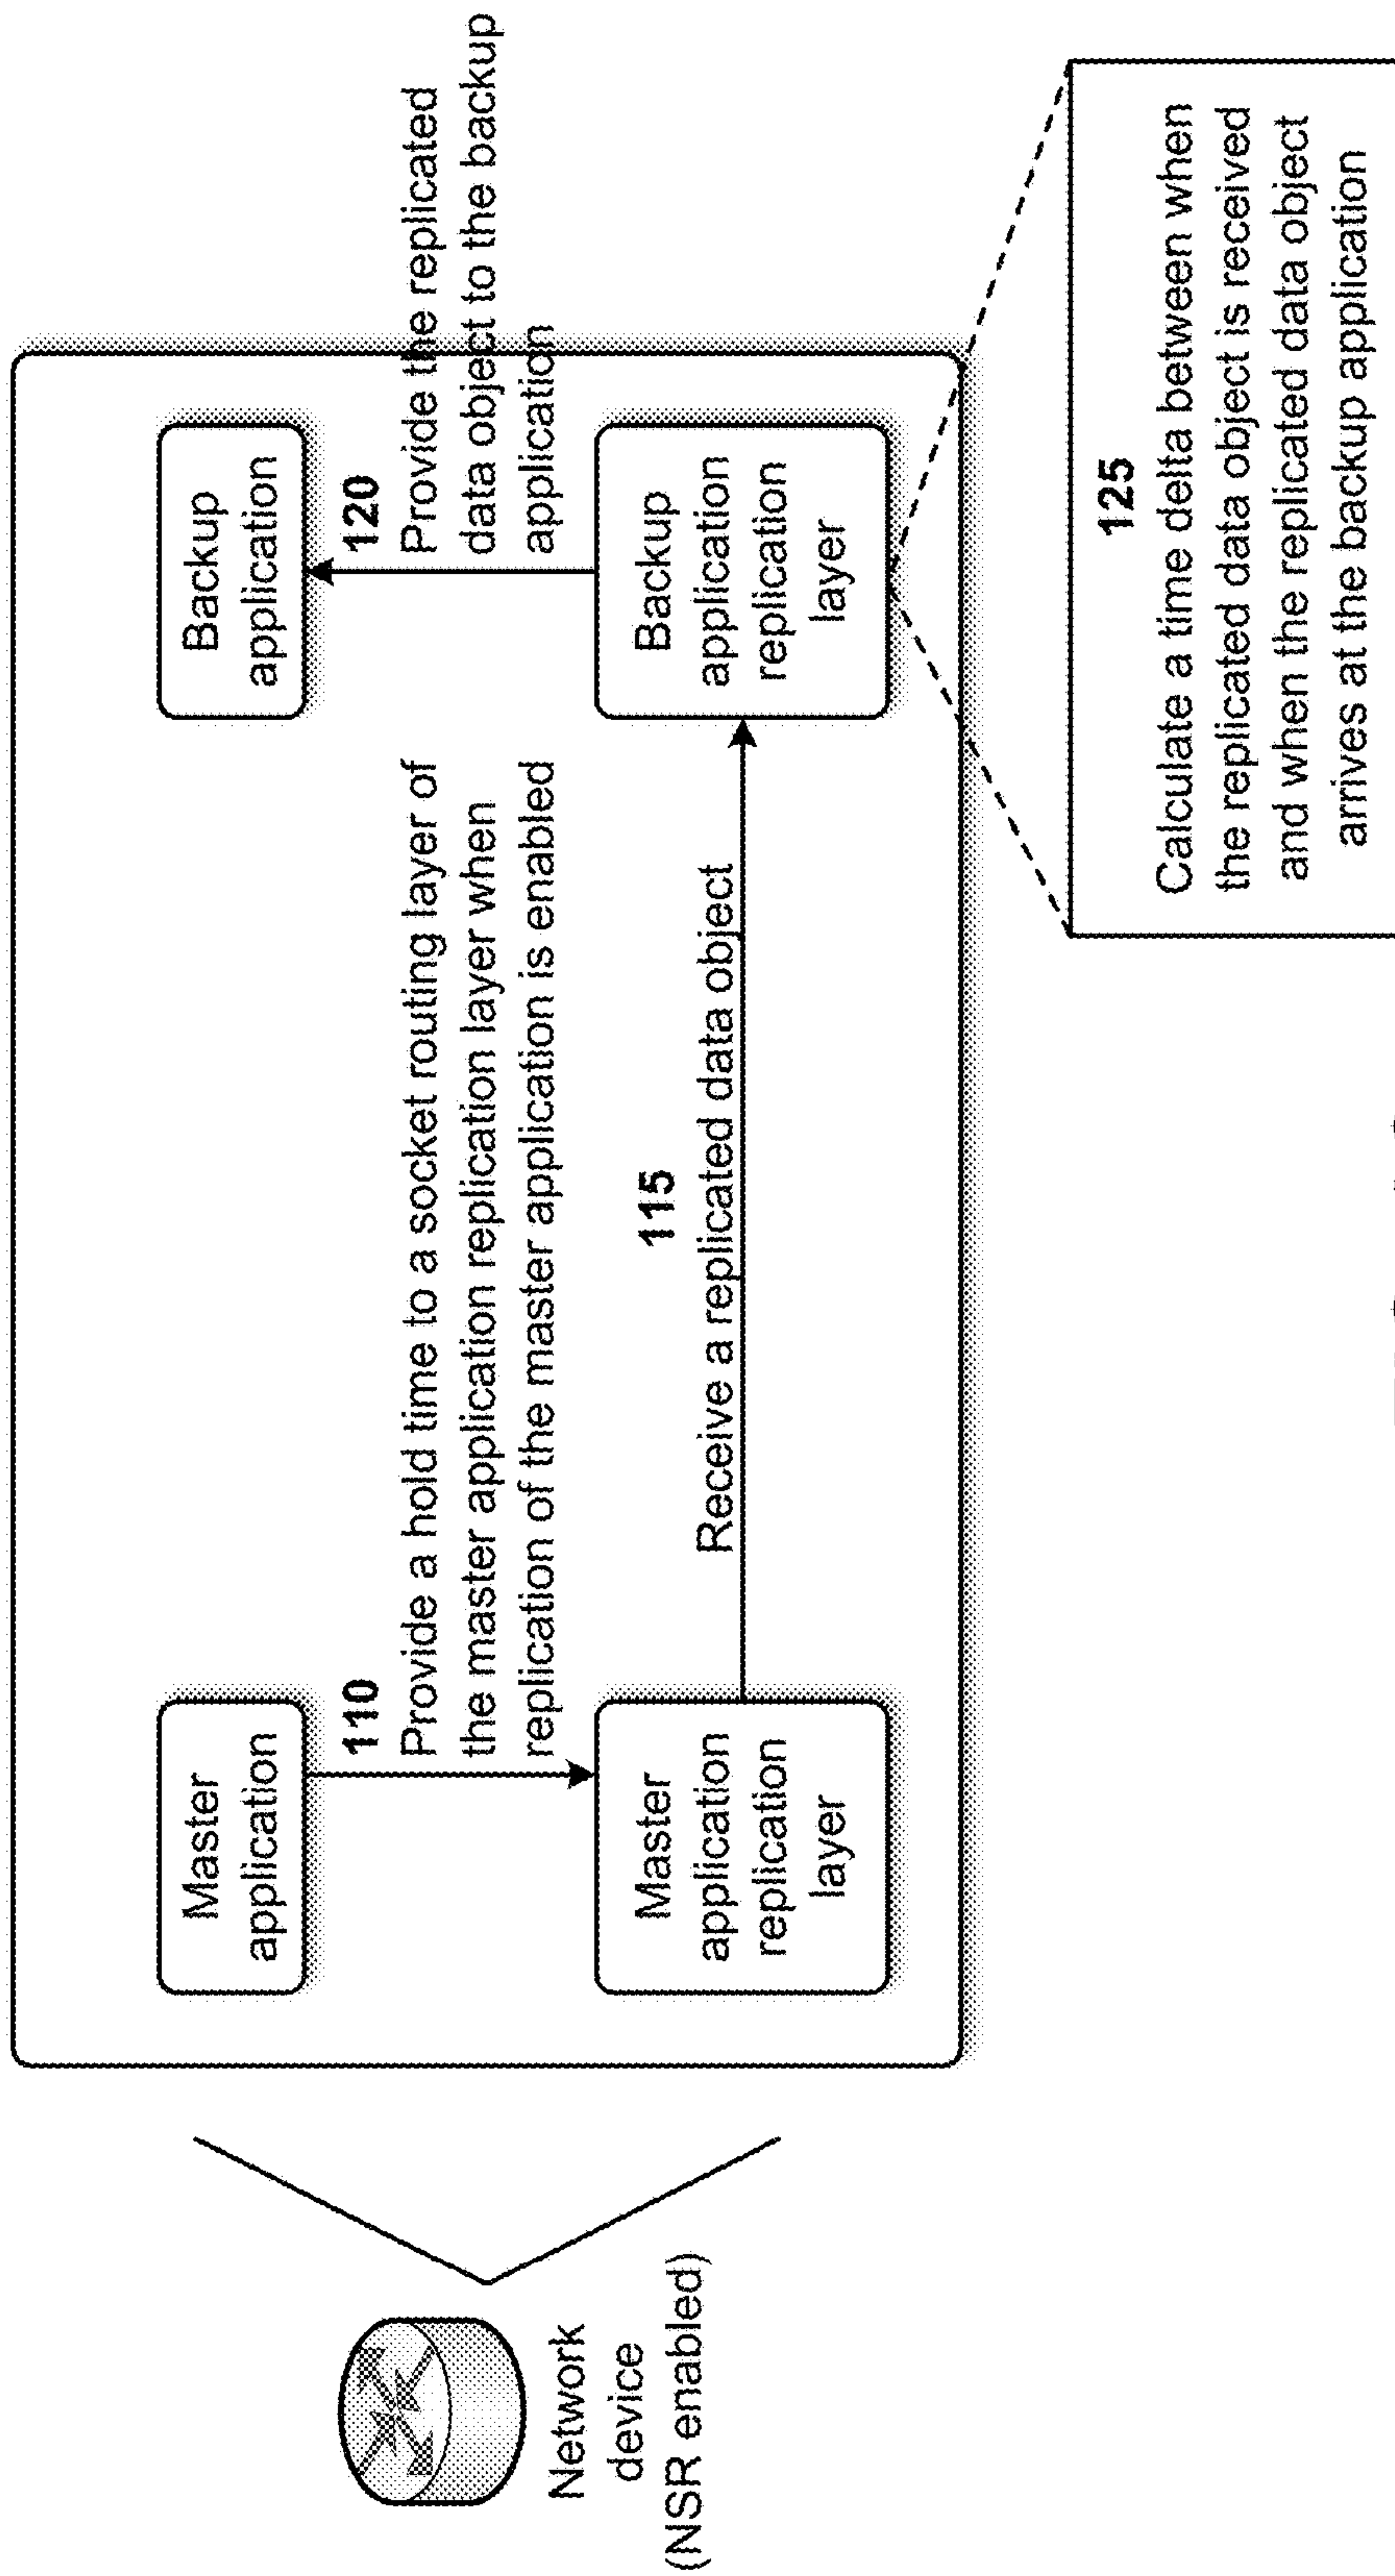 Network
device
(NSR enabled)
Master
application
110
Provide a hold time to a socket routing layer of
the master application replication layer when
replication of the master application is enabled
Master
application
replication
layer
115
Receive a replicated data object
Backup
application
120
Provide the replicated
data object to the backup
application
Backup
application
replication
layer
125
Calculate a time delta between when
the replicated data object is received
and when the replicated data object
arrives at the backup application